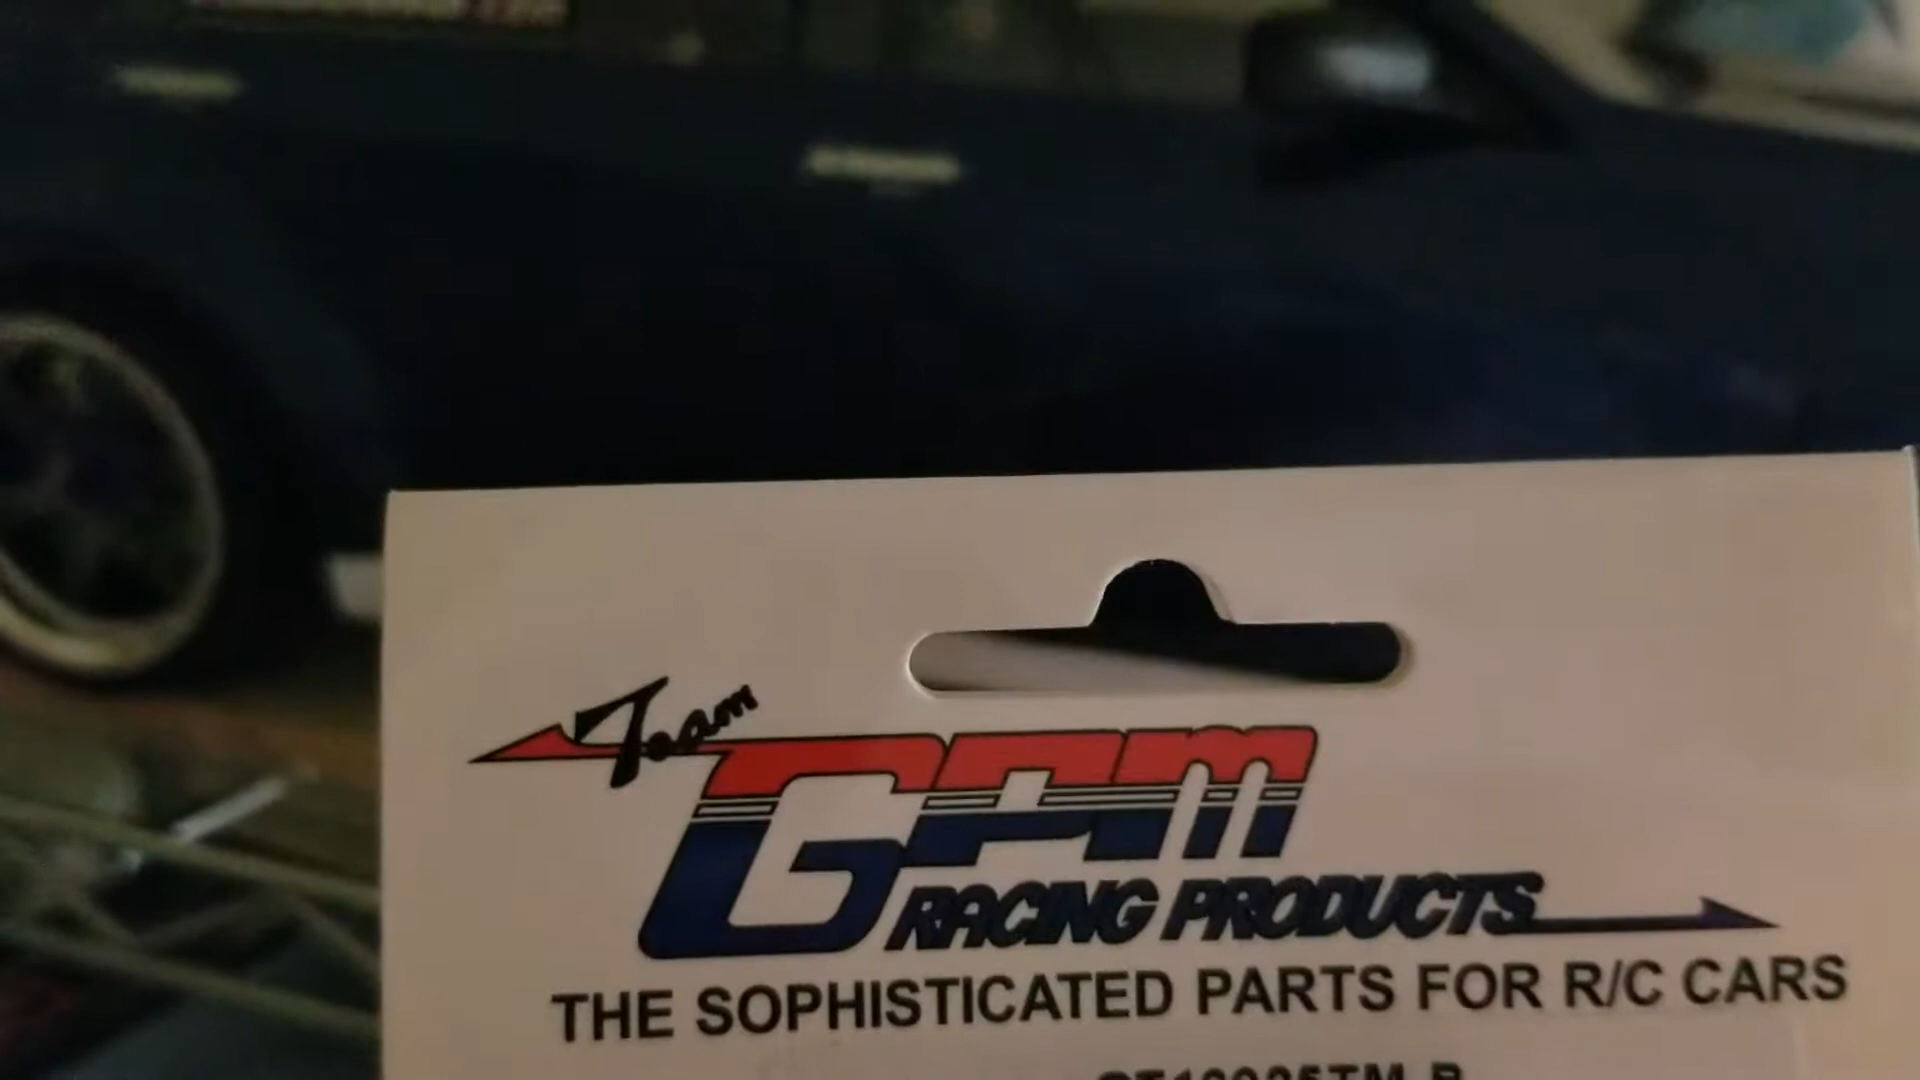 Team
GPM
RACING PRODUCTS
THE SOPHISTICATED PARTS FOR R/C CARS